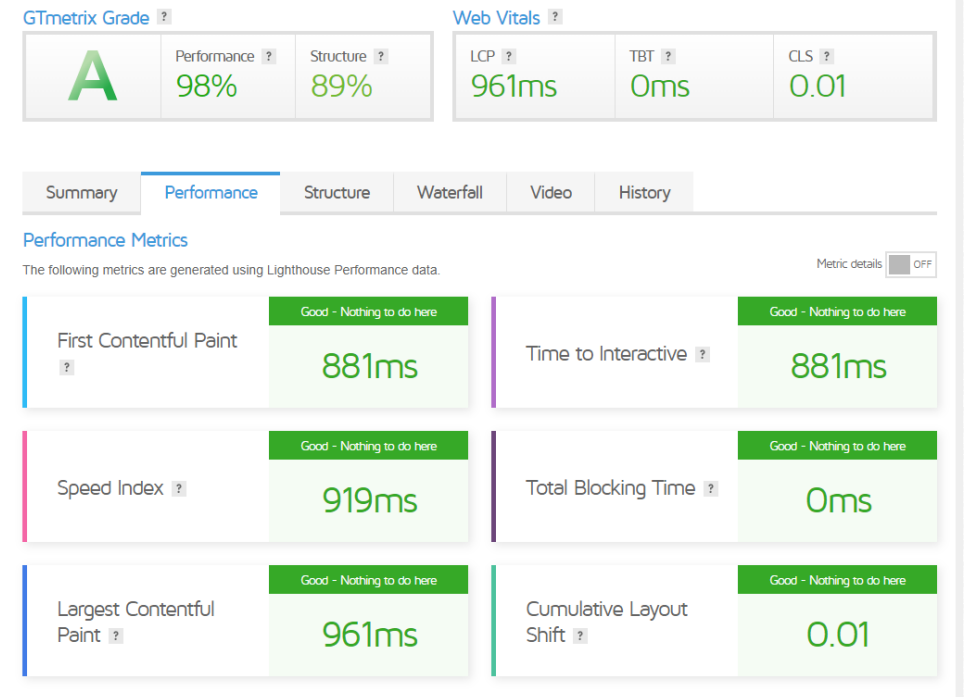 GTmetrix Grade ?
Web Vitals ?
A
Performance ?
98%
Structure ?
89%
LCP ?
961ms
TBT ?
0ms
CLS ?
0.01
Summary
Performance
Structure
Waterfall
Video
History
Performance Metrics
The following metrics are generated using Lighthouse Performance data.
Metric details
OFF
First Contentful Paint
?
Good - Nothing to do here
881ms
Time to Interactive ?
Good - Nothing to do here
881ms
Speed Index ?
Good - Nothing to do here
919ms
Total Blocking Time ?
Good - Nothing to do here
0ms
Largest Contentful
Paint ?
Good - Nothing to do here
961ms
Cumulative Layout
Shift ?
Good - Nothing to do here
0.01